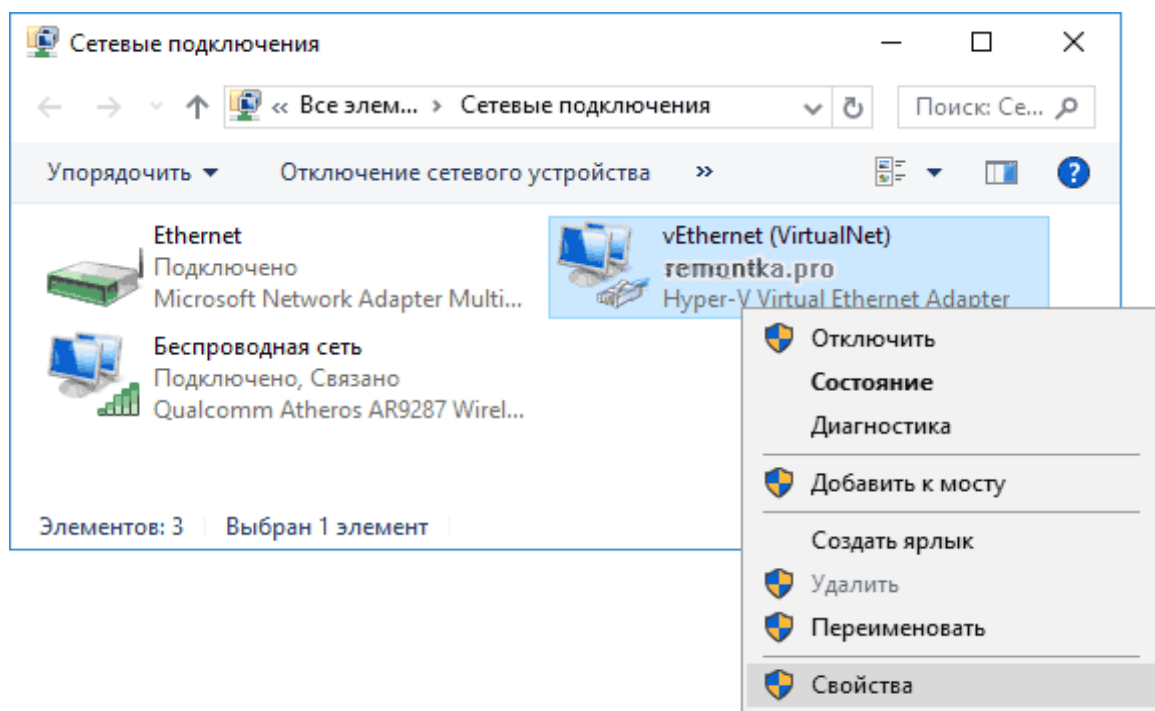 Сетевые подключения
« Все элем... › Сетевые подключения
Поиск: Се...
Упорядочить
Отключение сетевого устройства
»
Ethernet
Подключено
Microsoft Network Adapter Multi...
vEthernet (VirtualNet)
remontka.pro
Hyper-V Virtual Ethernet Adapter
Беспроводная сеть
Подключено, Связано
Qualcomm Atheros AR9287 Wirel...
Отключить
Состояние
Диагностика
Добавить к мосту
Создать ярлык
Удалить
Переименовать
Свойства
Элементов: 3
Выбран 1 элемент